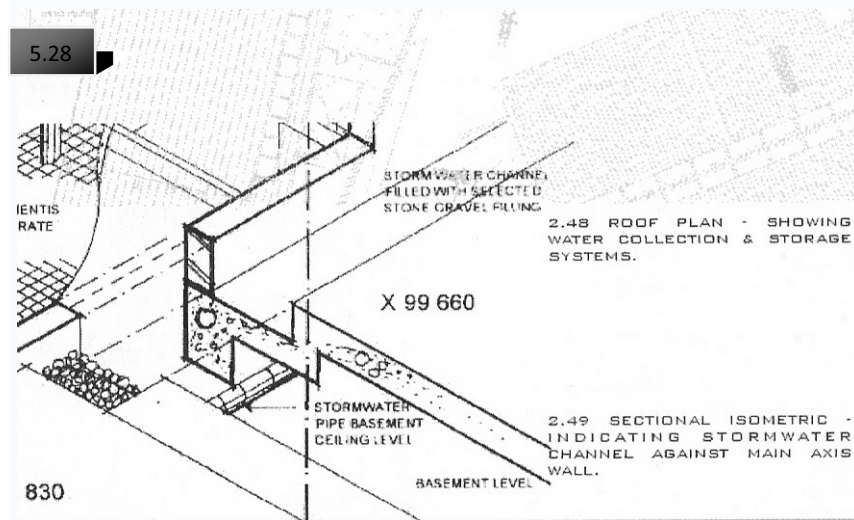 5.28
STORM WATER CHANNEL
FILLED WITH SELECTED
STONE GRAVEL FILLING
MENTIS
RATE
2.48 ROOF PLAN - SHOWING
WATER COLLECTION & STORAGE
SYSTEMS.
X 99 660
STORMWATER
PIPE BASEMENT
CEILING LEVEL
2.49 SECTIONAL ISOMETRIC -
INDICATING STORMWATER
CHANNEL AGAINST MAIN AXIS
WALL.
BASEMENT LEVEL
830